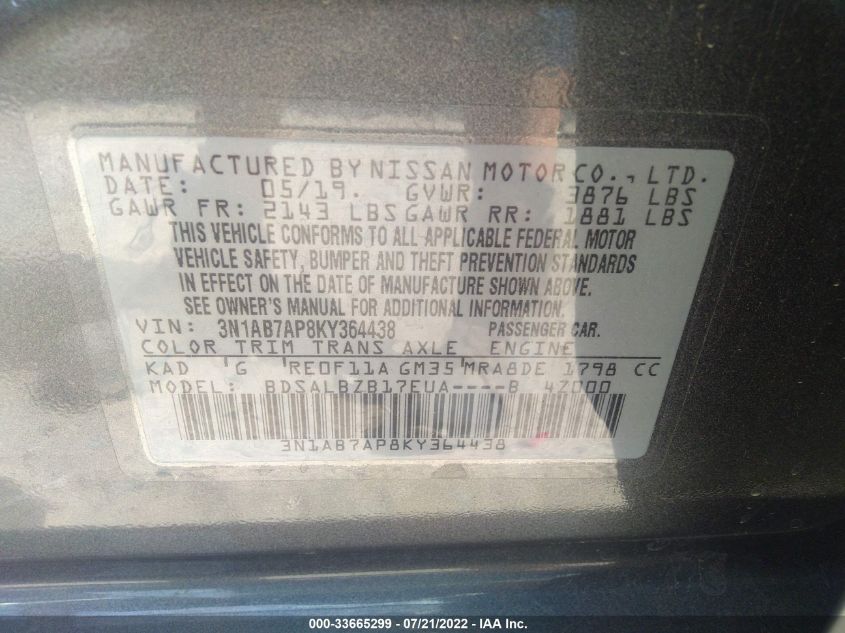 MANUFACTURED BY NISSAN MOTOR CO., LTD.
DATE: 05/19. GVWR: 3876 LBS
GAWR FR: 2143 LBS GAWR RR: 1881 LBS
THIS VEHICLE CONFORMS TO ALL APPLICABLE FEDERAL MOTOR
VEHICLE SAFETY, BUMPER AND THEFT PREVENTION STANDARDS
IN EFFECT ON THE DATE OF MANUFACTURE SHOWN ABOVE.
SEE OWNER'S MANUAL FOR ADDITIONAL INFORMATION.
VIN: 3N1AB7AP8KY364438 PASSENGER CAR.
COLOR TRIM TRANS AXLE ENGINE
KAD G RE0F11A GM35 MRA8DE 1798 CC
MODEL: BDSALBZB17EUA----B 4Z000
3N1AB7AP8KY364438
000-33665299 - 07/21/2022 - IAA Inc.